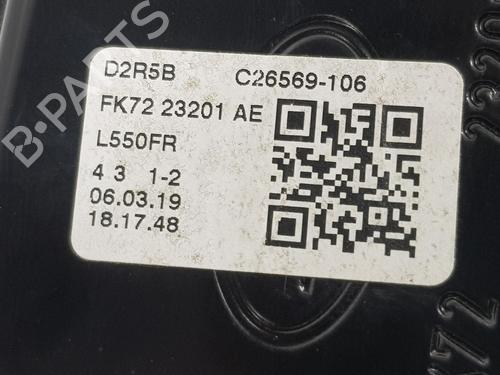 D2R5B C26569-106
FK72 23201 AE
L550FR
4 3 1-2
06.03.19
18.17.48
B-PARTS